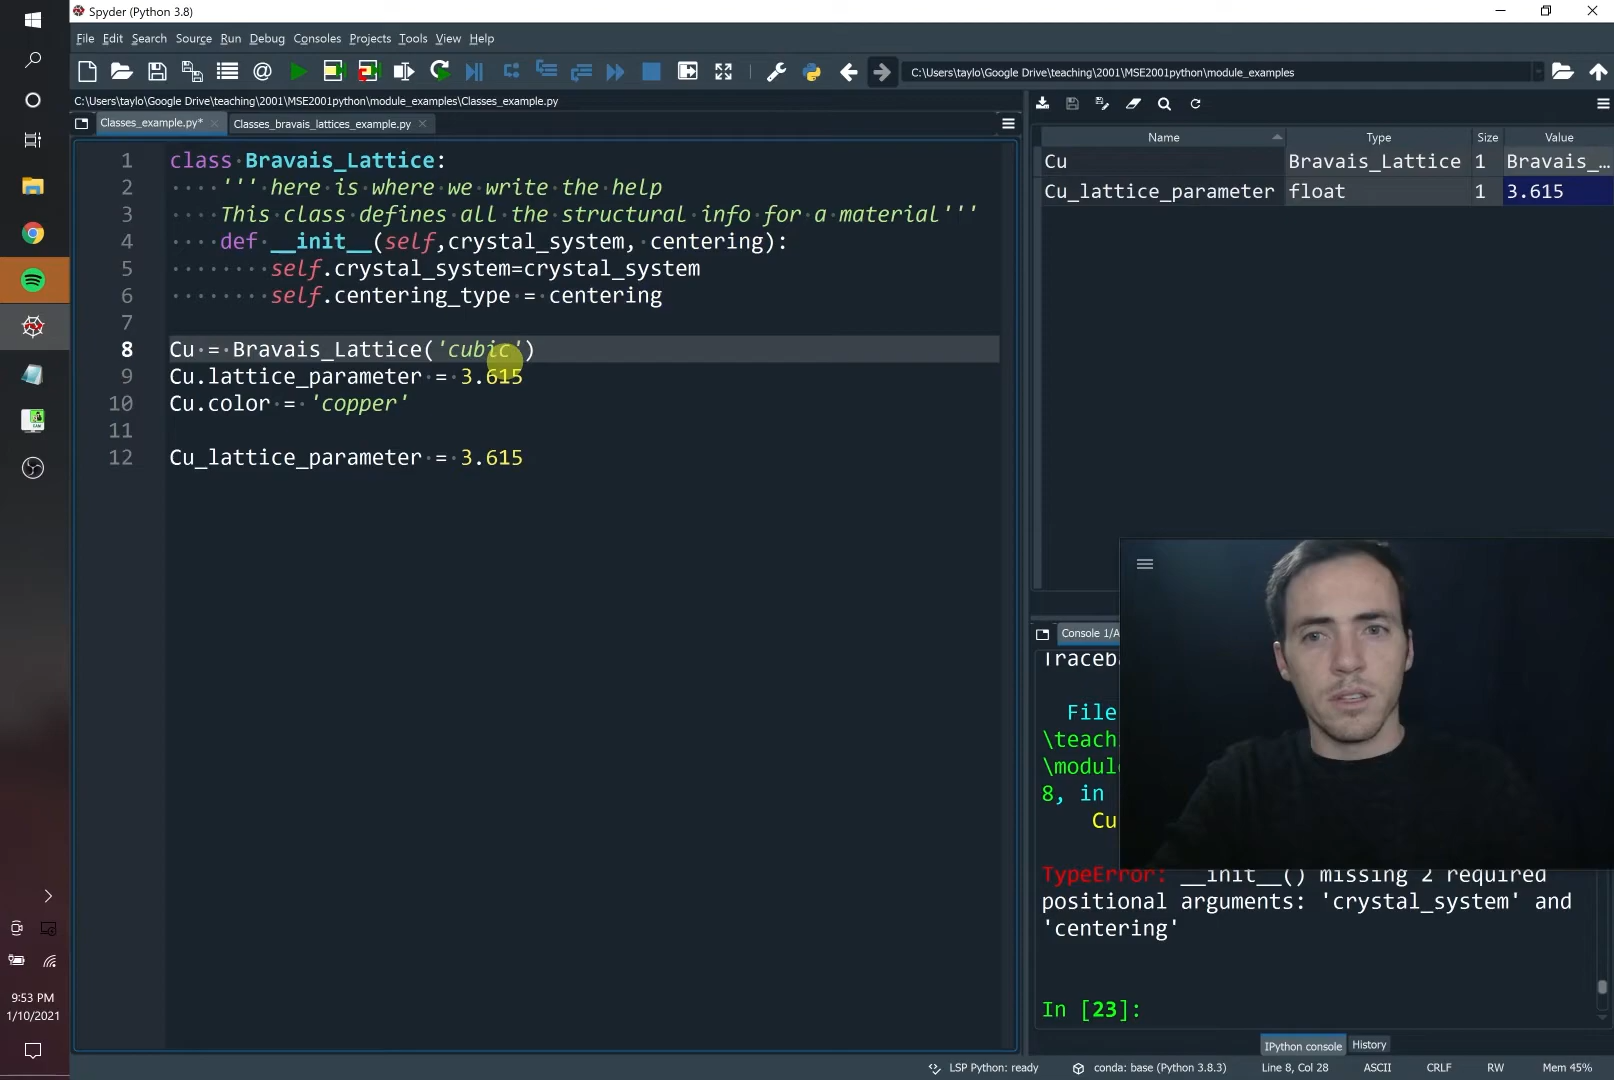 Spyder (Python 3.8)
File Edit Search Source Run Debug Consoles Projects Tools View Help
C:\Users\taylo\Google Drive\teaching\2001\MSE2001python\module_examples
C:\Users\taylo\Google Drive\teaching\2001\MSE2001python\module_examples\Classes_example.py
Classes_example.py*
Classes_bravais_lattices_example.py
1 class Bravais_Lattice:
2 ''' here is where we write the help
3 This class defines all the structural info for a material'''
4 def __init__(self,crystal_system, centering):
5 self.crystal_system=crystal_system
6 self.centering_type = centering
7
8 Cu = Bravais_Lattice('cubic')
9 Cu.lattice_parameter = 3.615
10 Cu.color = 'copper'
11
12 Cu_lattice_parameter = 3.615
Name Type Size Value
Cu Bravais_Lattice 1 Bravais_...
Cu_lattice_parameter float 1 3.615
Console 1/A
Traceba
File
\teach
\modul
8, in
Cu
TypeError: __init__() missing 2 required
positional arguments: 'crystal_system' and
'centering'
In [23]:
IPython console History
LSP Python: ready conda: base (Python 3.8.3) Line 8, Col 28 ASCII CRLF RW Mem 45%
9:53 PM
1/10/2021